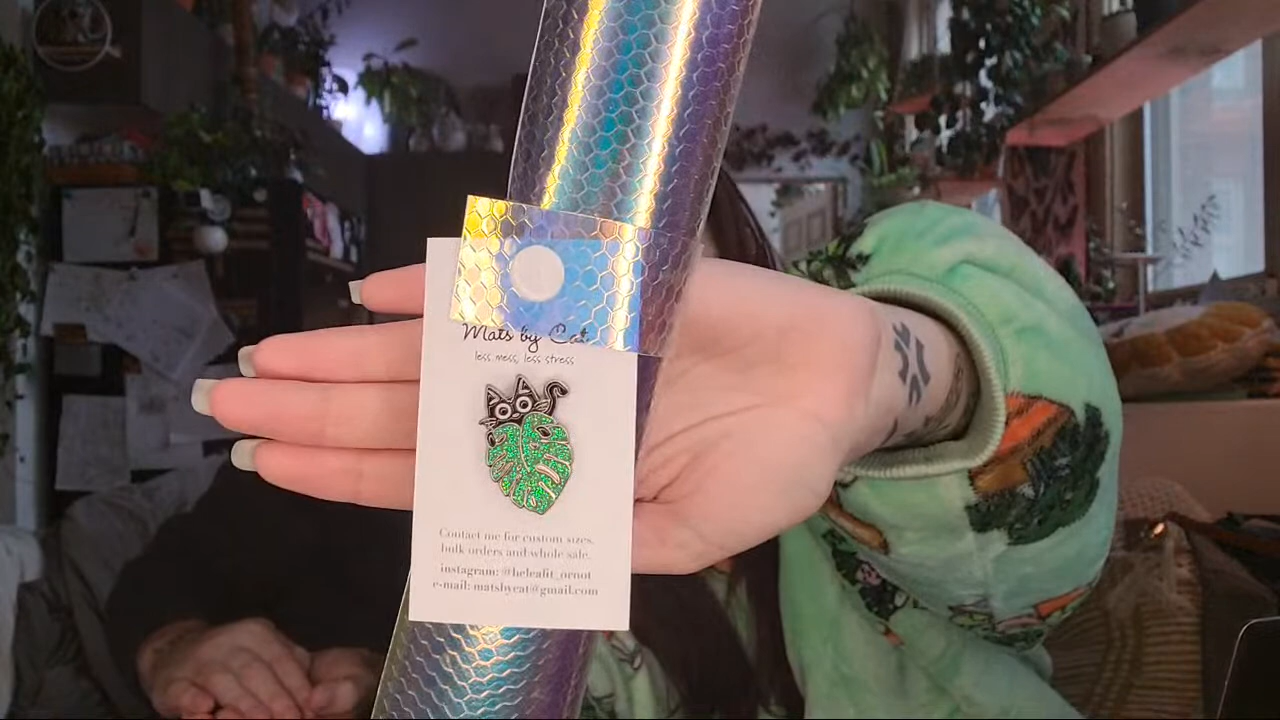 Mats by Cat
less mess, less stress
Contact me for custom sizes,
bulk orders and whole sale.
instagram: @heleafit_ornot
e-mail: matsbycat@gmail.com